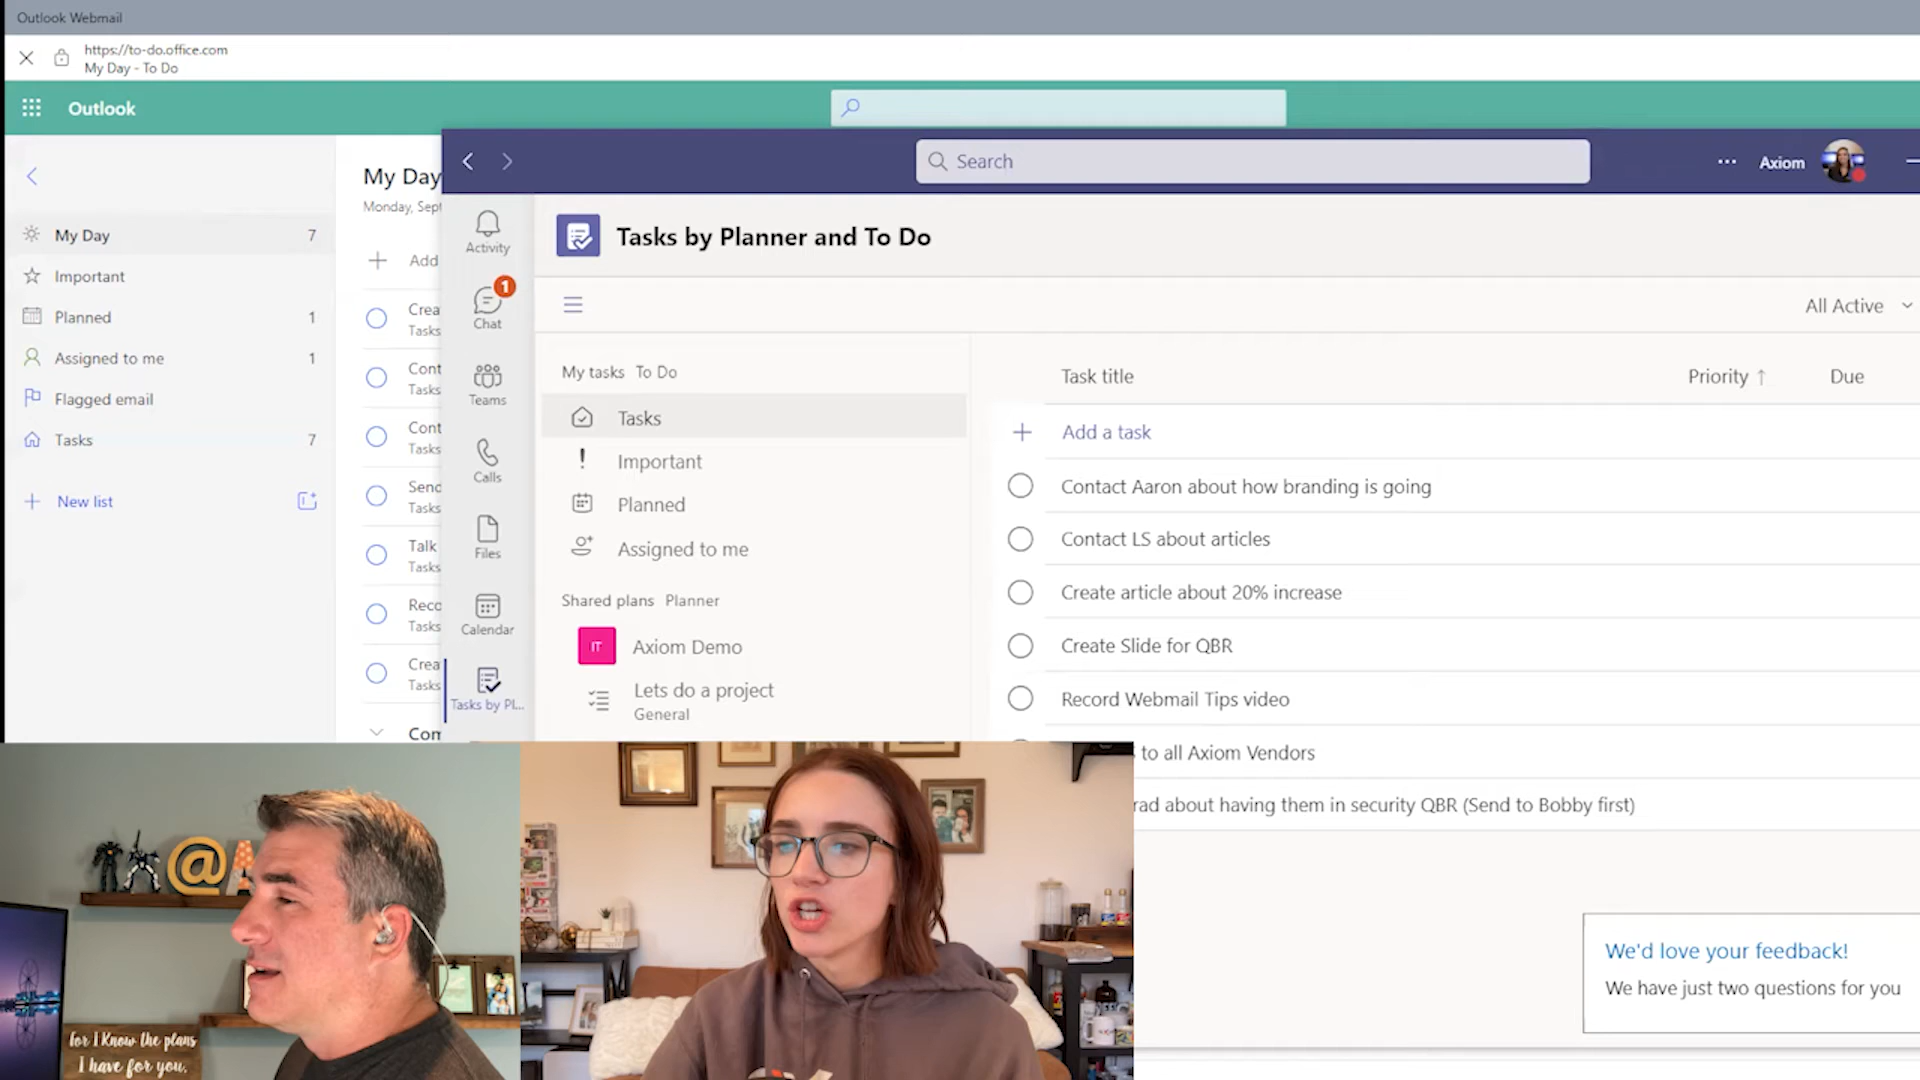 Outlook Webmail
https://to-do.office.com
My Day - To Do
Outlook
My Day 7
Important
Planned 1
Assigned to me 1
Flagged email
Tasks 7
New list
My Day
Monday, Sept
Add
Crea
Tasks
Cont
Tasks
Cont
Tasks
Send
Tasks
Talk
Tasks
Reco
Tasks
Crea
Tasks
Com
Search
Axiom
Activity
1
Chat
Teams
Calls
Files
Calendar
Tasks by Pl...
Tasks by Planner and To Do
All Active
My tasks To Do
Tasks
Important
Planned
Assigned to me
Shared plans Planner
IT Axiom Demo
Lets do a project
General
Task title Priority ↑ Due
Add a task
Contact Aaron about how branding is going
Contact LS about articles
Create article about 20% increase
Create Slide for QBR
Record Webmail Tips video
to all Axiom Vendors
rad about having them in security QBR (Send to Bobby first)
We'd love your feedback!
We have just two questions for you
@
for I Know the plans
I have for you,